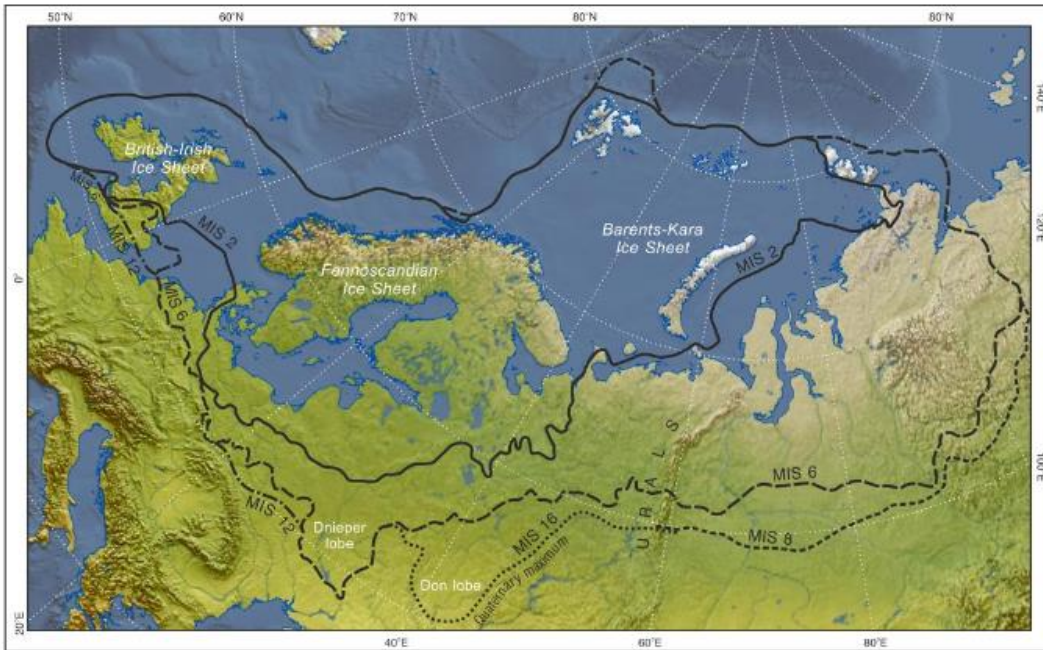 50°N 60°N 70°N 80°N 80°N
140°E
British-Irish
Ice Sheet
MIS 2
MIS 12
MIS 6
Fennoscandian
Ice Sheet
Barents-Kara
Ice Sheet
MIS 2
120°E
0°
URALS
100°E
MIS 6
MIS 12
MIS 16
MIS 8
Dnieper
lobe
Don lobe
Quaternary maximum
20°E
40°E 60°E 80°E